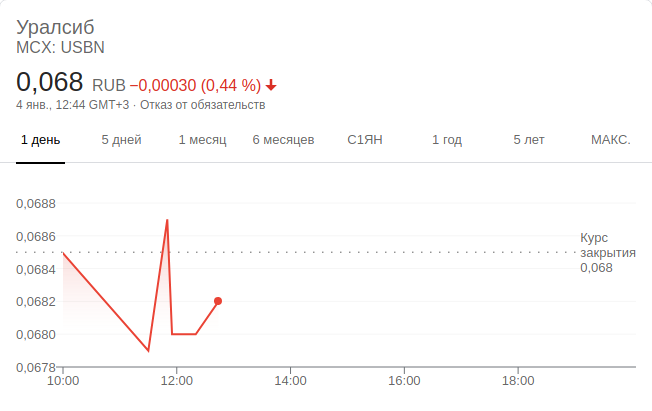 Уралсиб
MCX: USBN
0,068 RUB −0,00030 (0,44 %)
4 янв., 12:44 GMT+3 · Отказ от обязательств
1 день 5 дней 1 месяц 6 месяцев С1ЯН 1 год 5 лет МАКС.
0,0688
0,0686
0,0684
0,0682
0,0680
0,0678
Курс
закрытия
0,068
10:00 12:00 14:00 16:00 18:00